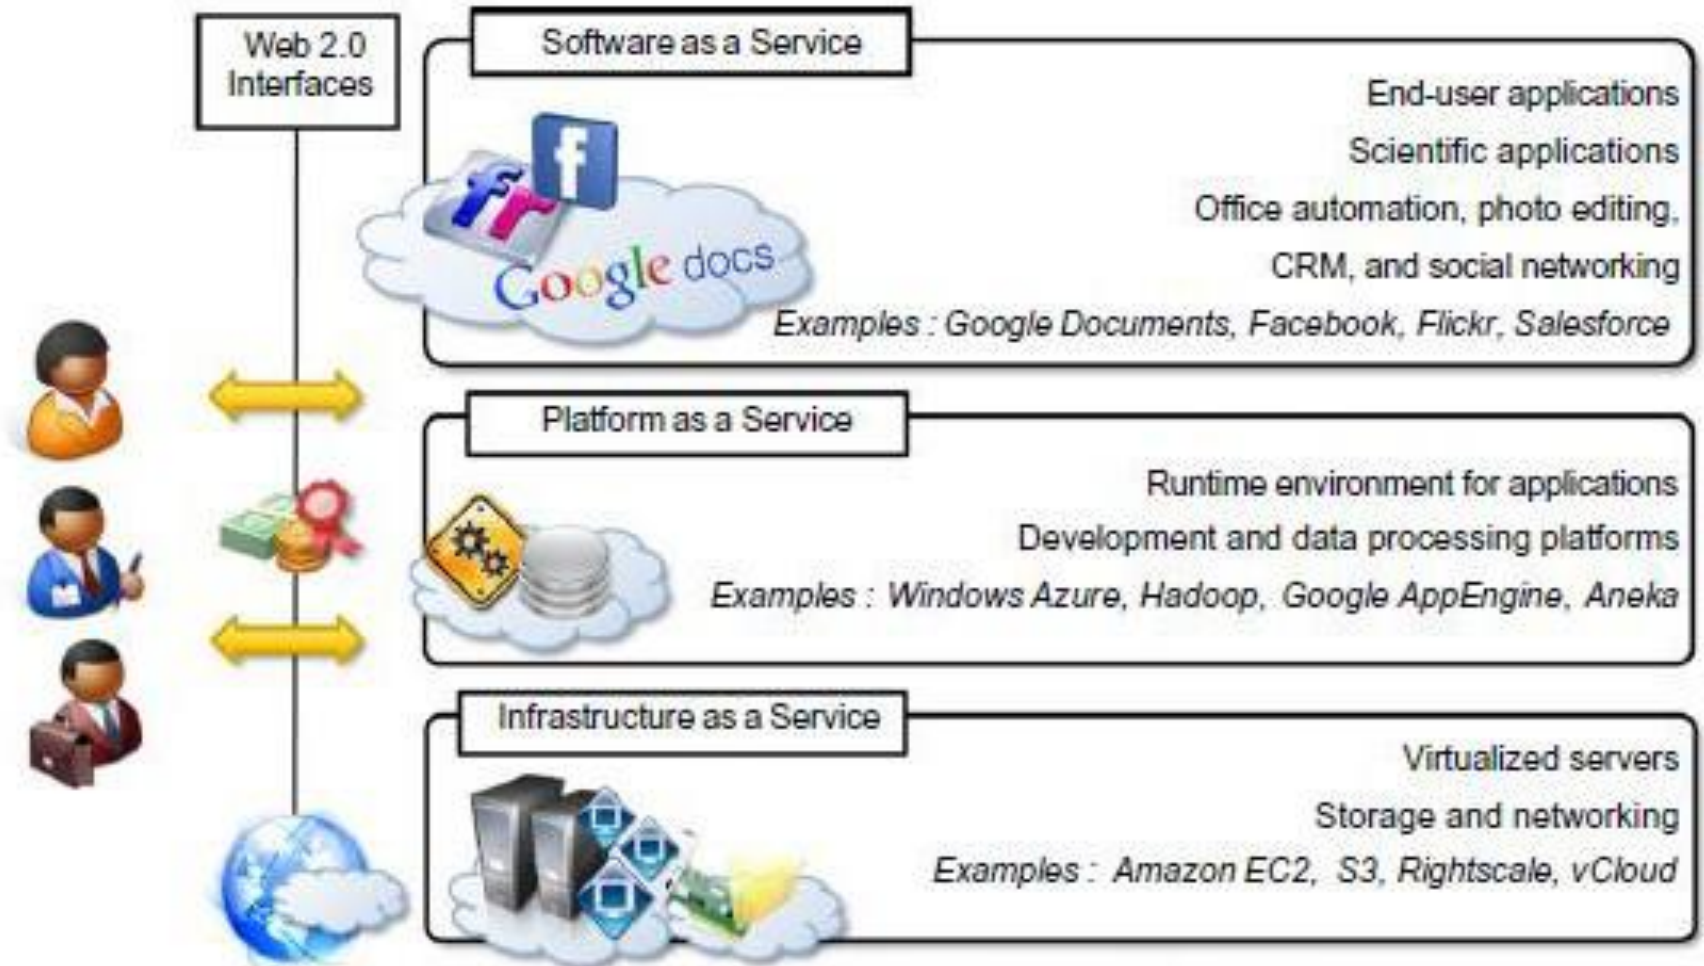 Web 2.0
Interfaces
Software as a Service
End-user applications
Scientific applications
Office automation, photo editing,
CRM, and social networking
Examples : Google Documents, Facebook, Flickr, Salesforce
f
fr
Google docs
Platform as a Service
Runtime environment for applications
Development and data processing platforms
Examples : Windows Azure, Hadoop, Google AppEngine, Aneka
Infrastructure as a Service
Virtualized servers
Storage and networking
Examples : Amazon EC2, S3, Rightscale, vCloud